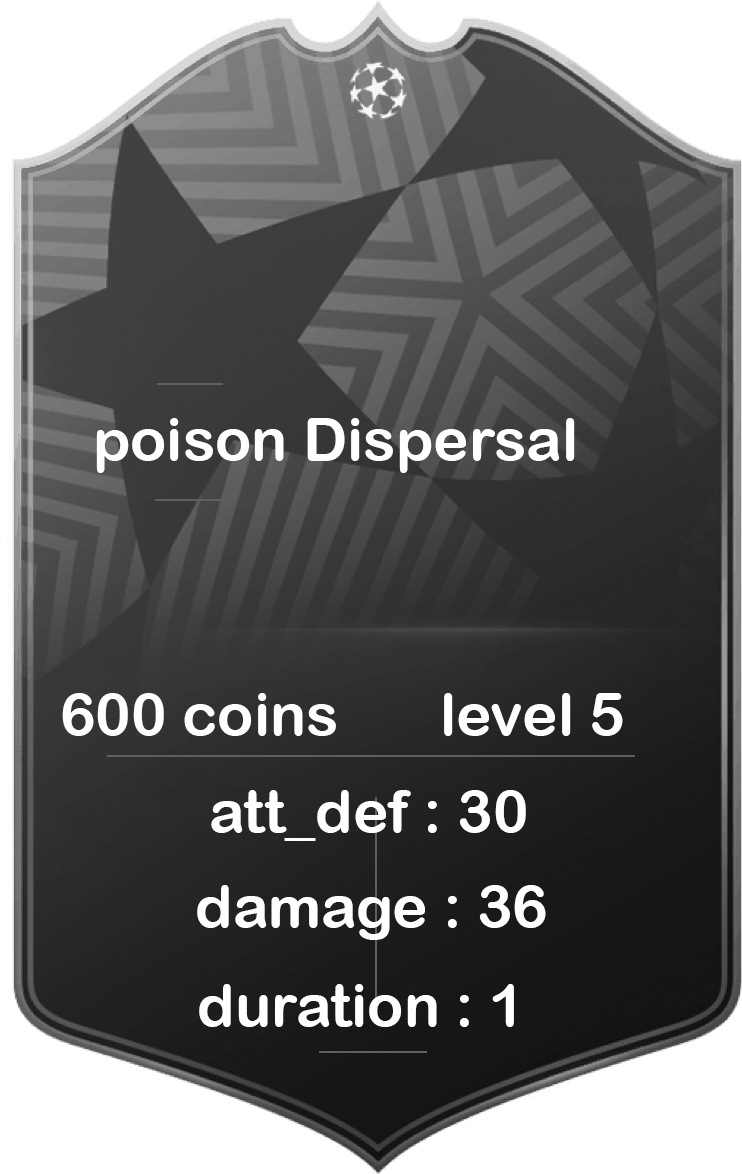 poison Dispersal
600 coins level 5
att_def : 30
damage : 36
duration : 1